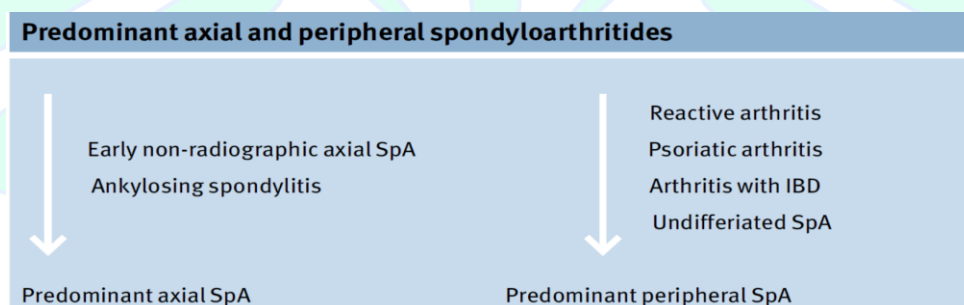 Predominant axial and peripheral spondyloarthritides
Early non-radiographic axial SpA
Ankylosing spondylitis
Predominant axial SpA
Reactive arthritis
Psoriatic arthritis
Arthritis with IBD
Undifferiated SpA
Predominant peripheral SpA